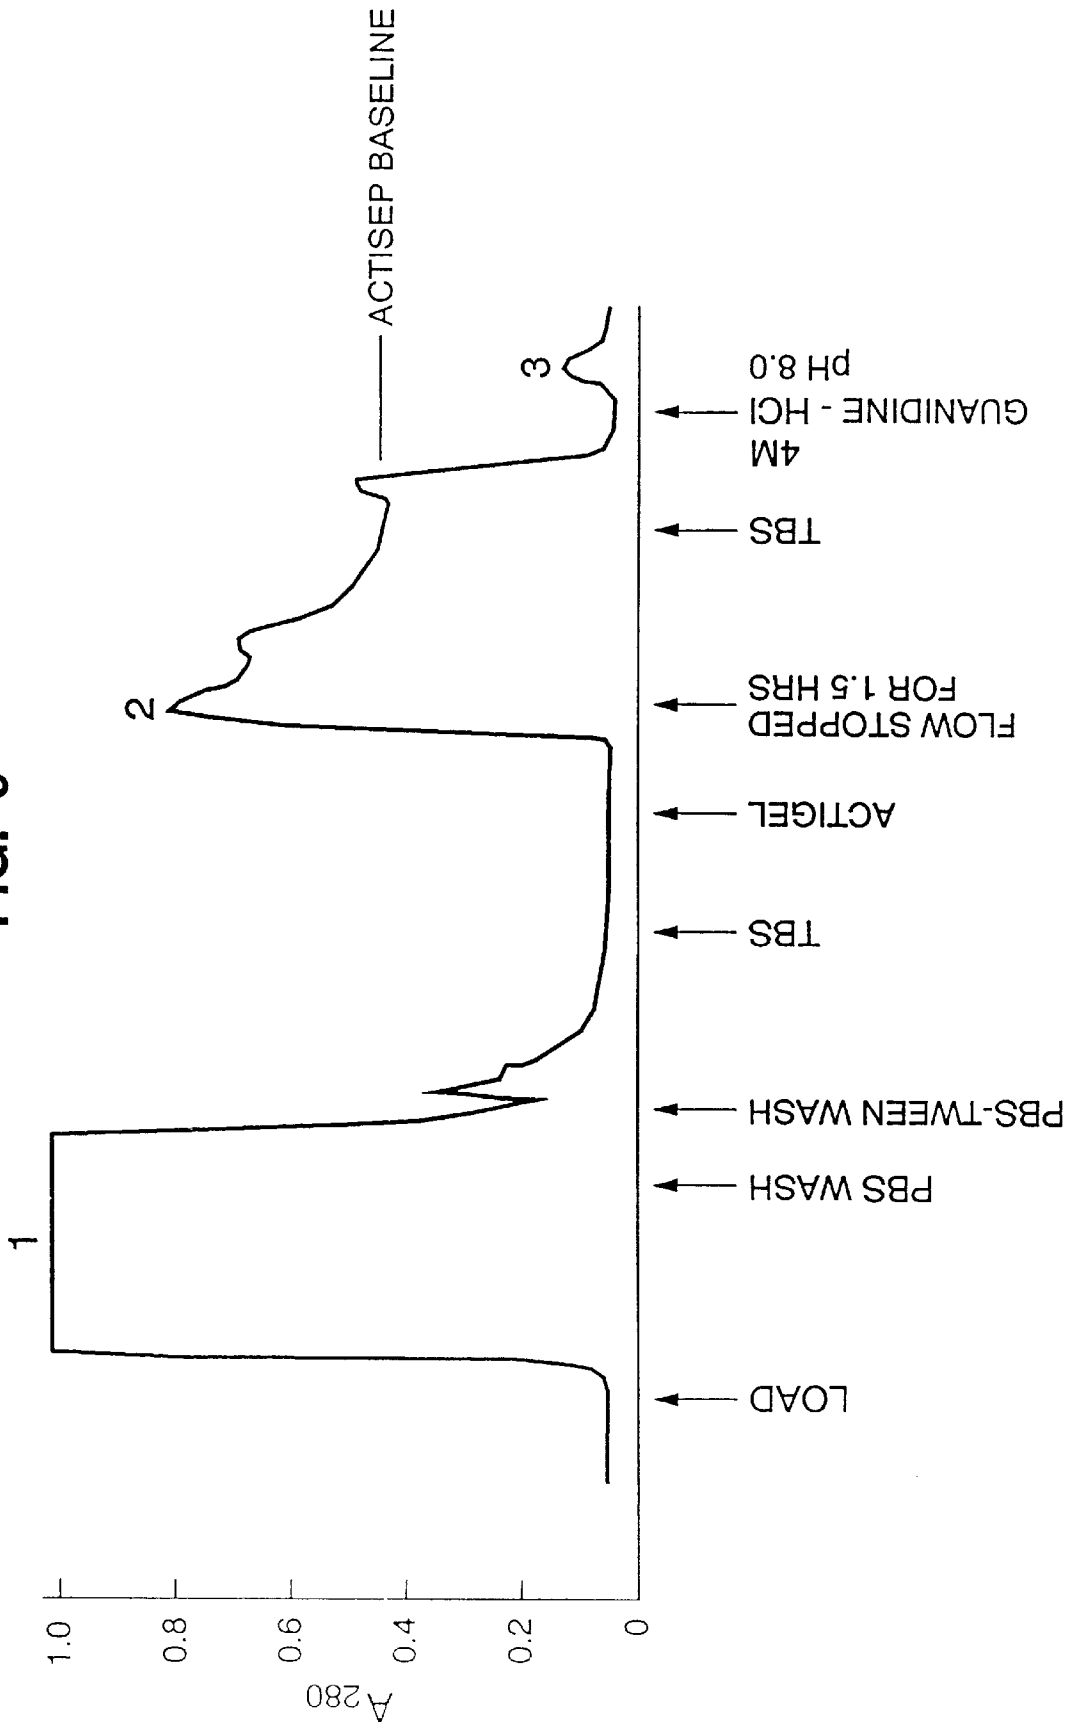 1
2
3
ACTISEP BASELINE
A280
1.0
0.8
0.6
0.4
0.2
0
LOAD
PBS WASH
PBS-TWEEN WASH
TBS
ACTIGEL
FLOW STOPPED
FOR 1.5 HRS
TBS
4M
GUANIDINE - HCl
pH 8.0